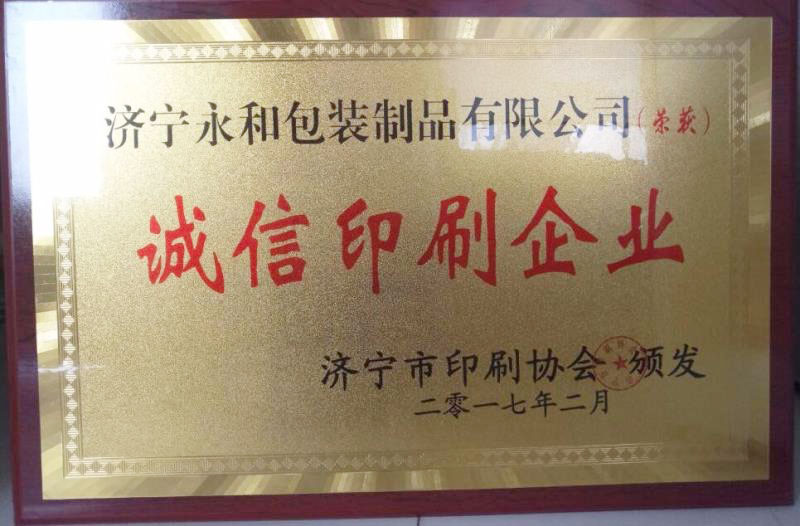 济宁永和包装制品有限公司(荣获)
诚信印刷企业
济宁市印刷协会 颁发
二零一七年二月